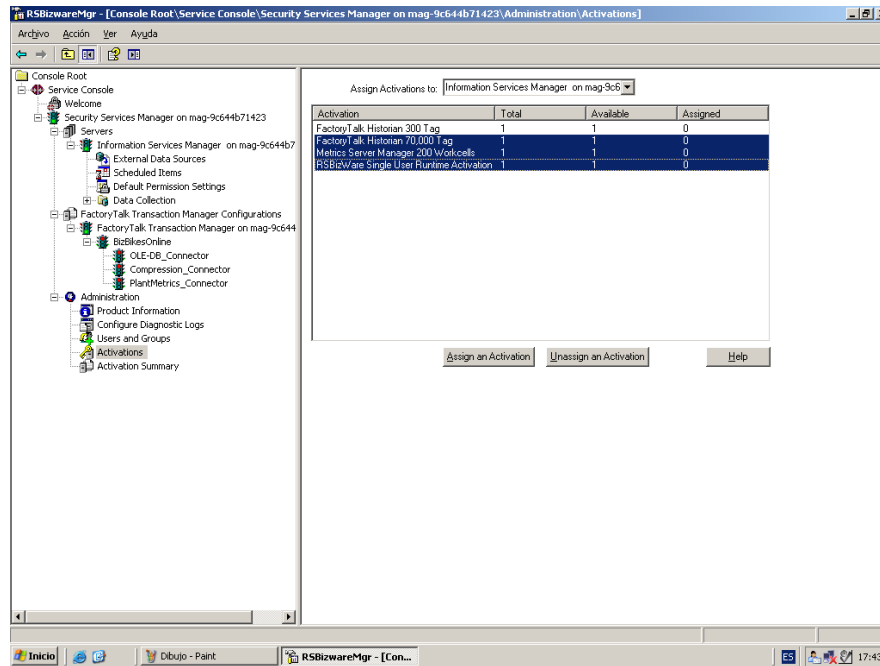 RSBizwareMgr - [Console Root\Service Console\Security Services Manager on mag-9c644b71423\Administration\Activations]
Archivo Acción Ver Ayuda
Console Root
Service Console
Welcome
Security Services Manager on mag-9c644b71423
Servers
Information Services Manager on mag-9c644b7
External Data Sources
Scheduled Items
Default Permission Settings
Data Collection
FactoryTalk Transaction Manager Configurations
FactoryTalk Transaction Manager on mag-9c644
BizBikesOnline
OLE-DB_Connector
Compression_Connector
PlantMetrics_Connector
Administration
Product Information
Configure Diagnostic Logs
Users and Groups
Activations
Activation Summary
Assign Activations to: Information Services Manager on mag-9c6
Activation Total Available Assigned
FactoryTalk Historian 300 Tag 1 1 0
FactoryTalk Historian 70,000 Tag 1 1 0
Metrics Server Manager 200 Workcells 1 1 0
RSBizWare Single User Runtime Activation 1 1 0
Assign an Activation Unassign an Activation Help
Inicio Dibujo - Paint RSBizwareMgr - [Con... ES 17:43